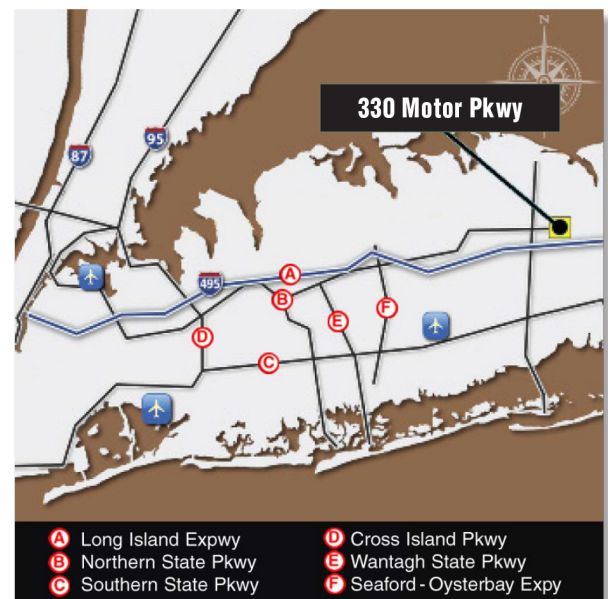 N
330 Motor Pkwy
95
87
495
A
B
E
F
D
C
A Long Island Expwy
B Northern State Pkwy
C Southern State Pkwy
D Cross Island Pkwy
E Wantagh State Pkwy
F Seaford - Oysterbay Expy